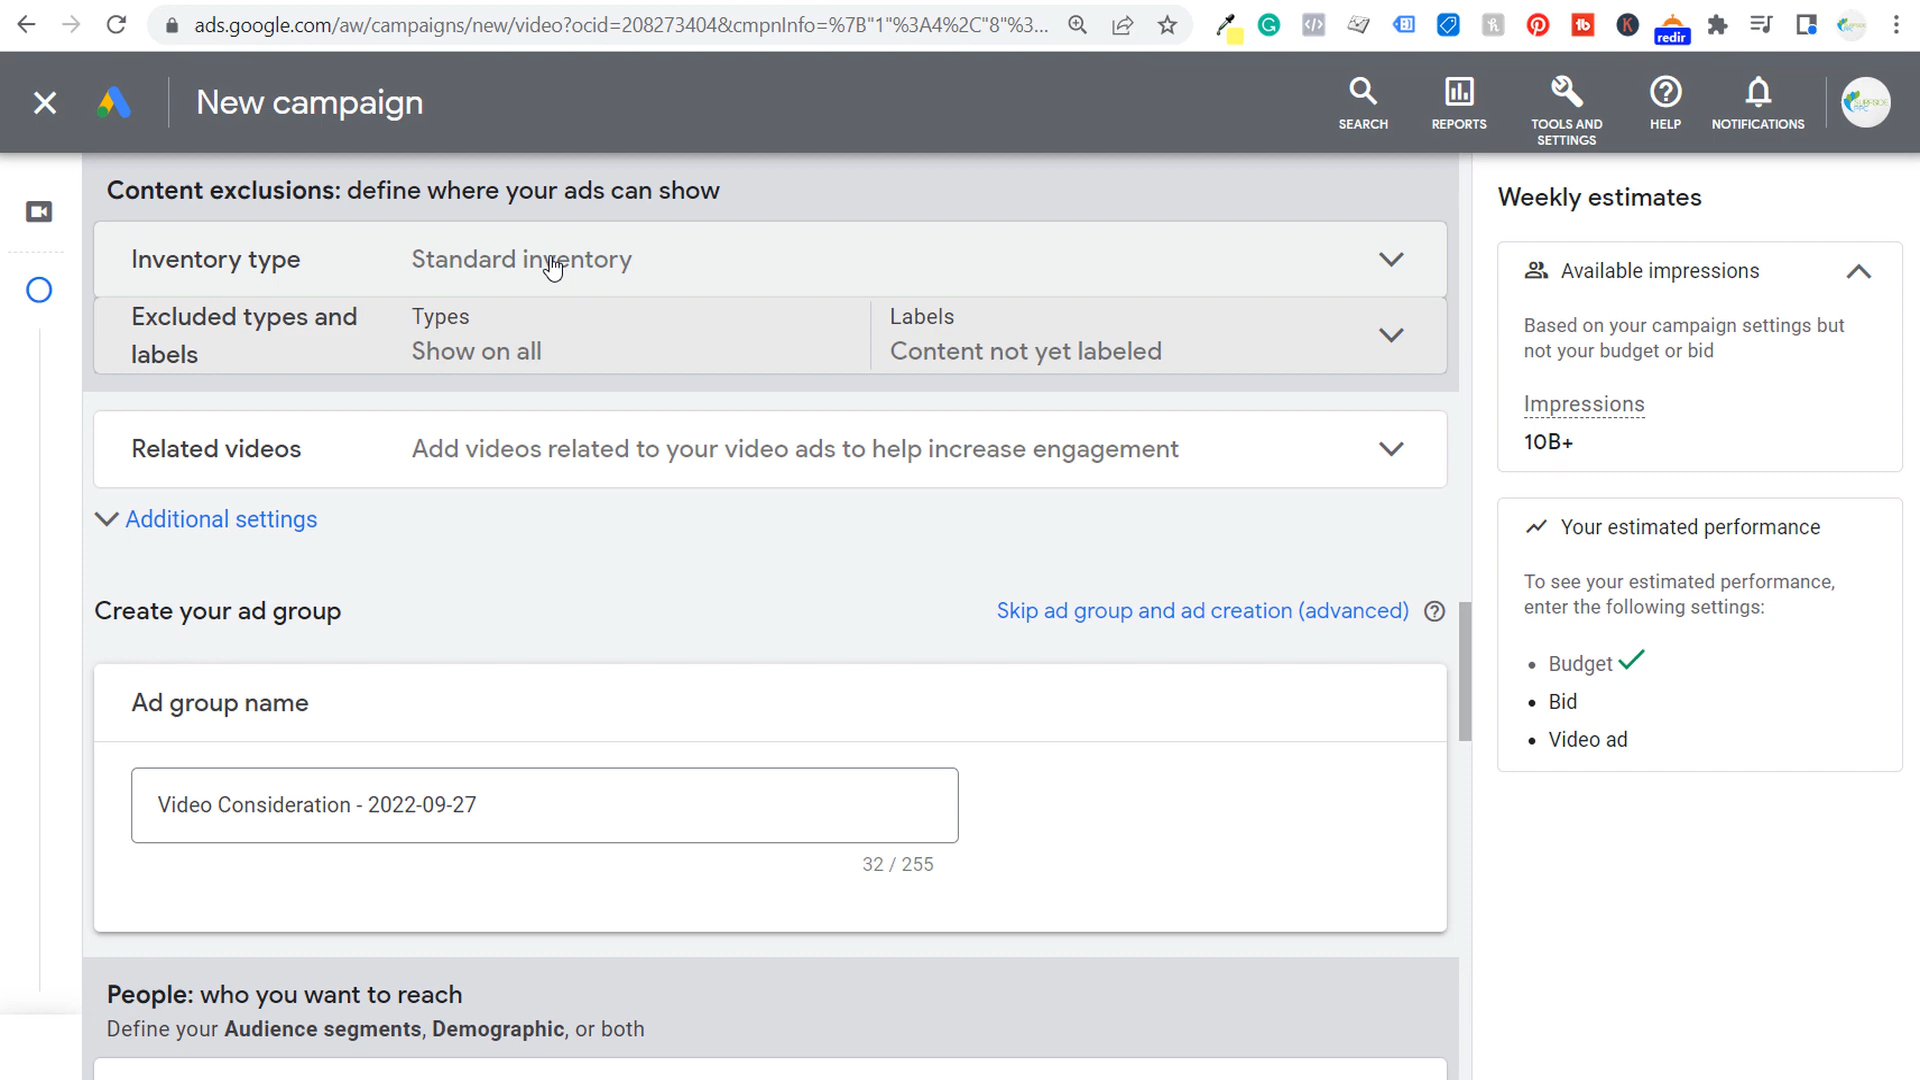 ads.google.com/aw/campaigns/new/video?ocid=208273404&cmpnInfo=%7B"1"%3A4%2C"8"%3...
redir
New campaign
SEARCH
REPORTS
TOOLS AND
SETTINGS
HELP
NOTIFICATIONS
Content exclusions: define where your ads can show
Inventory type
Standard inventory
Excluded types and
labels
Types
Show on all
Labels
Content not yet labeled
Related videos
Add videos related to your video ads to help increase engagement
Additional settings
Create your ad group
Skip ad group and ad creation (advanced)
Ad group name
Video Consideration - 2022-09-27
32 / 255
People: who you want to reach
Define your Audience segments, Demographic, or both
Weekly estimates
Available impressions
Based on your campaign settings but
not your budget or bid
Impressions
10B+
Your estimated performance
To see your estimated performance,
enter the following settings:
• Budget
• Bid
• Video ad